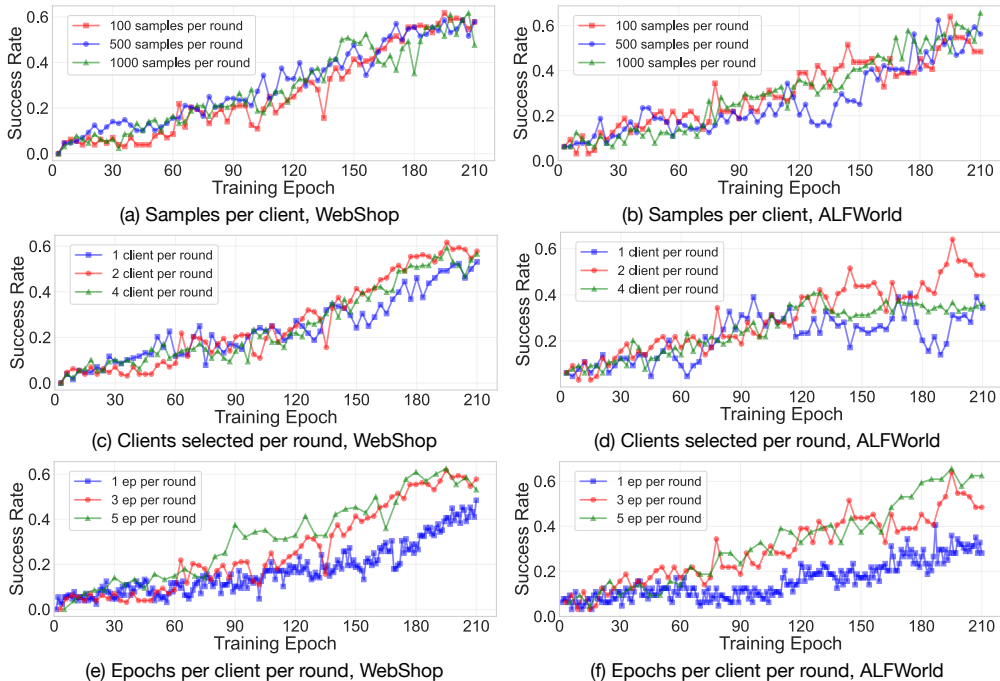 Success Rate
0.6
0.4
0.2
0.0
100 samples per round
500 samples per round
1000 samples per round
0 30 60 90 120 150 180 210
Training Epoch
(a) Samples per client, WebShop
Success Rate
0.6
0.4
0.2
0.0
100 samples per round
500 samples per round
1000 samples per round
0 30 60 90 120 150 180 210
Training Epoch
(b) Samples per client, ALFWorld
Success Rate
0.6
0.4
0.2
0.0
1 client per round
2 client per round
4 client per round
0 30 60 90 120 150 180 210
Training Epoch
(c) Clients selected per round, WebShop
Success Rate
0.6
0.4
0.2
1 client per round
2 client per round
4 client per round
0 30 60 90 120 150 180 210
Training Epoch
(d) Clients selected per round, ALFWorld
Success Rate
0.6
0.4
0.2
0.0
1 ep per round
3 ep per round
5 ep per round
0 30 60 90 120 150 180 210
Training Epoch
(e) Epochs per client per round, WebShop
Success Rate
0.6
0.4
0.2
0.0
1 ep per round
3 ep per round
5 ep per round
0 30 60 90 120 150 180 210
Training Epoch
(f) Epochs per client per round, ALFWorld